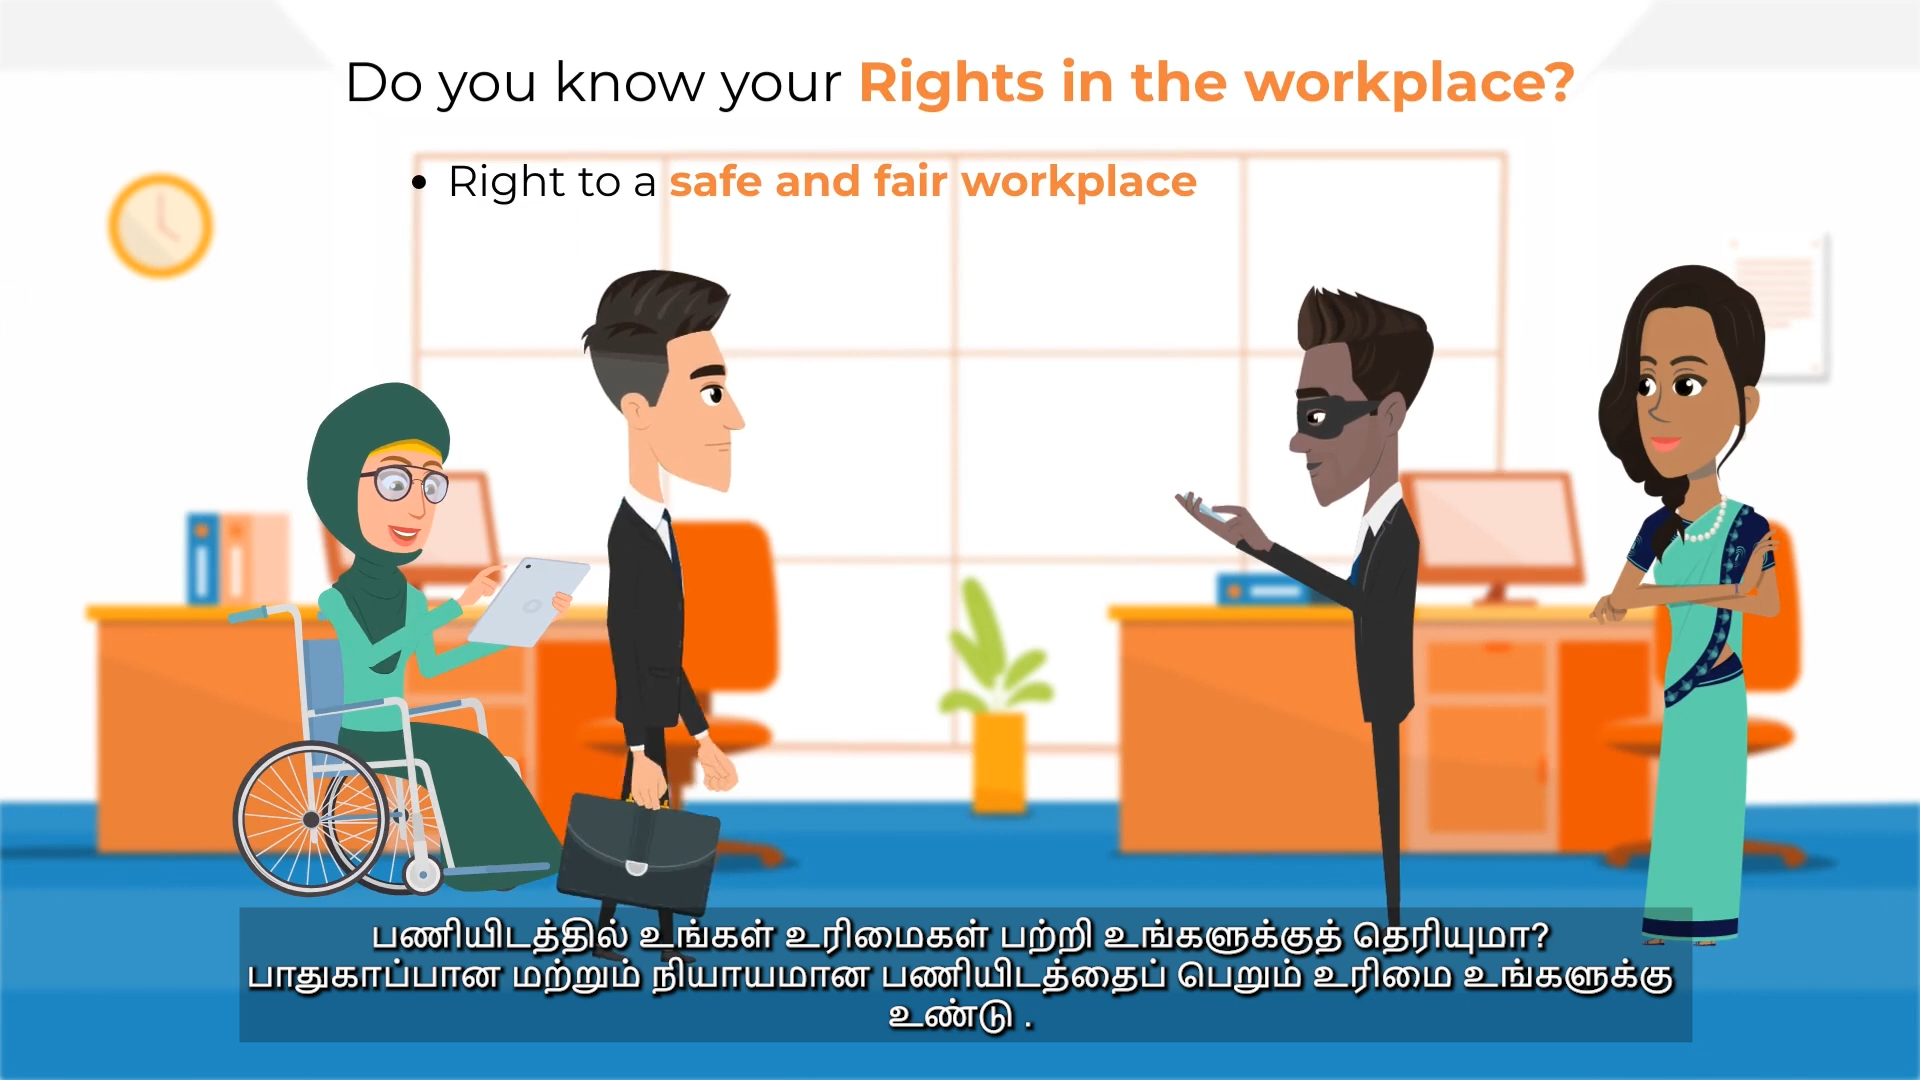 Do you know your Rights in the workplace?
• Right to a safe and fair workplace
பணியிடத்தில் உங்கள் உரிமைகள் பற்றி உங்களுக்குத் தெரியுமா?
பாதுகாப்பான மற்றும் நியாயமான பணியிடத்தைப் பெறும் உரிமை உங்களுக்கு
உண்டு .